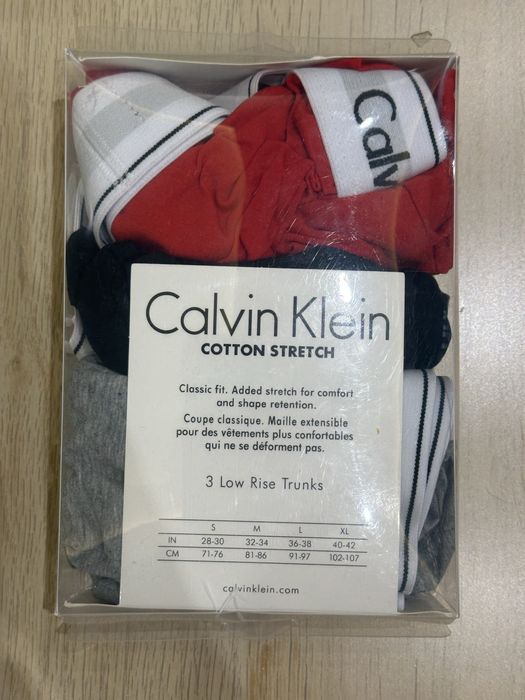 Calv
Calvin Klein
COTTON STRETCH
Classic fit. Added stretch for comfort
and shape retention.
Coupe classique. Maille extensible
pour des vêtements plus confortables
qui ne se déforment pas.
3 Low Rise Trunks
S M L XL
IN 28-30 32-34 36-38 40-42
CM 71-76 81-86 91-97 102-107
calvinklein.com